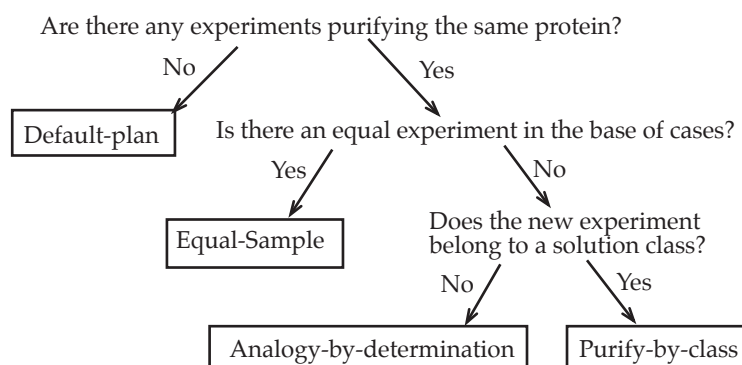 Are there any experiments purifying the same protein?
No
Yes
Default-plan
Is there an equal experiment in the base of cases?
Yes
No
Equal-Sample
Does the new experiment
belong to a solution class?
No
Yes
Analogy-by-determination
Purify-by-class